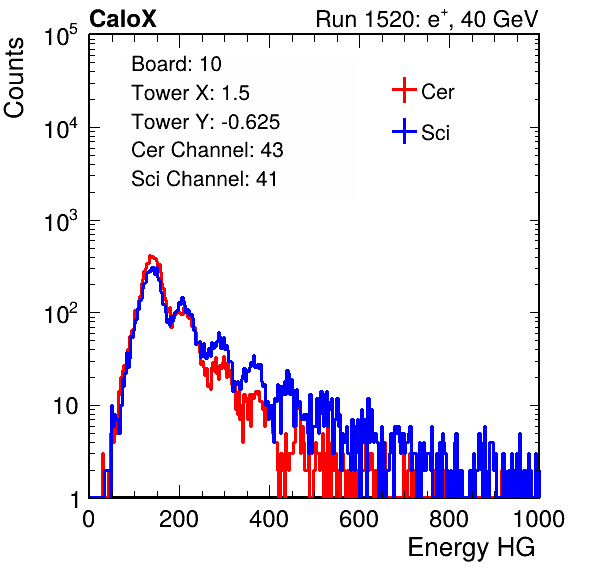 CaloX Run 1520: e⁺, 40 GeV
Counts
Board: 10
Tower X: 1.5
Tower Y: -0.625
Cer Channel: 43
Sci Channel: 41
Cer
Sci
10⁵
10⁴
10³
10²
10
1
0 200 400 600 800 1000
Energy HG